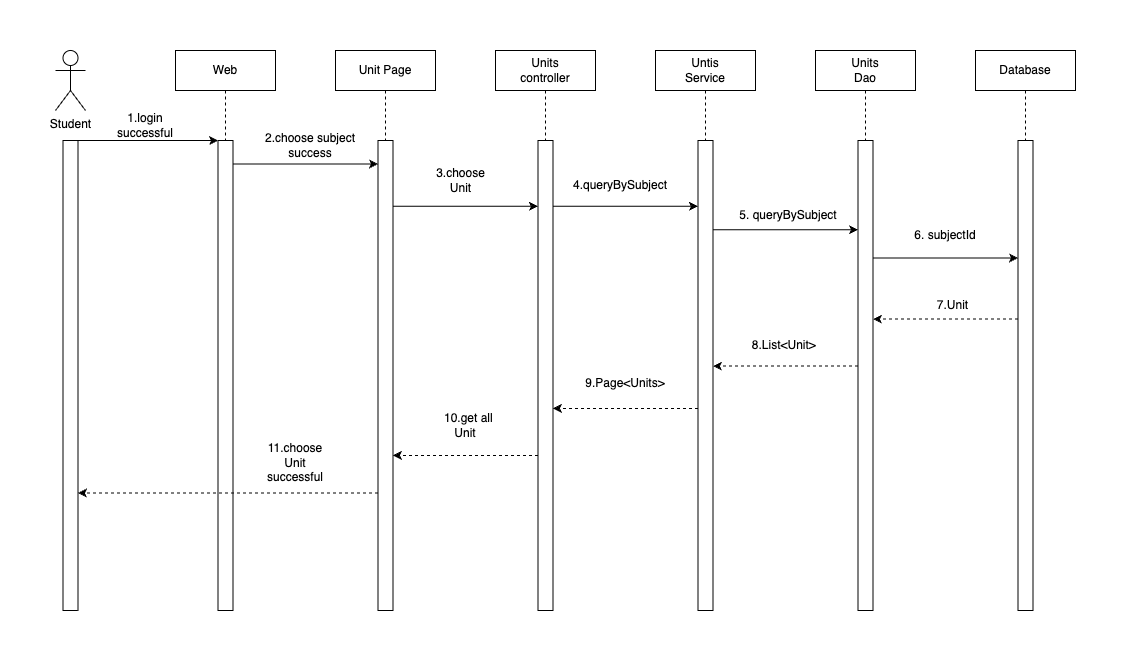 Student
Web
Unit Page
Units
controller
Untis
Service
Units
Dao
Database
1.login
successful
2.choose subject
success
3.choose
Unit
4.queryBySubject
5. queryBySubject
6. subjectId
7.Unit
8.List<Unit>
9.Page<Units>
10.get all
Unit
11.choose
Unit
successful